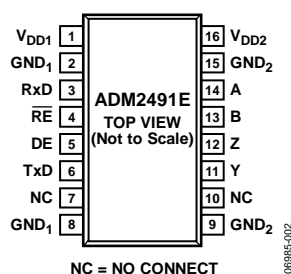 VDD1 1 16 VDD2
GND1 2 15 GND2
RxD 3 14 A
RE 4 13 B
DE 5 12 Z
TxD 6 11 Y
NC 7 10 NC
GND1 8 9 GND2
ADM2491E
TOP VIEW
(Not to Scale)
NC = NO CONNECT
06985-002